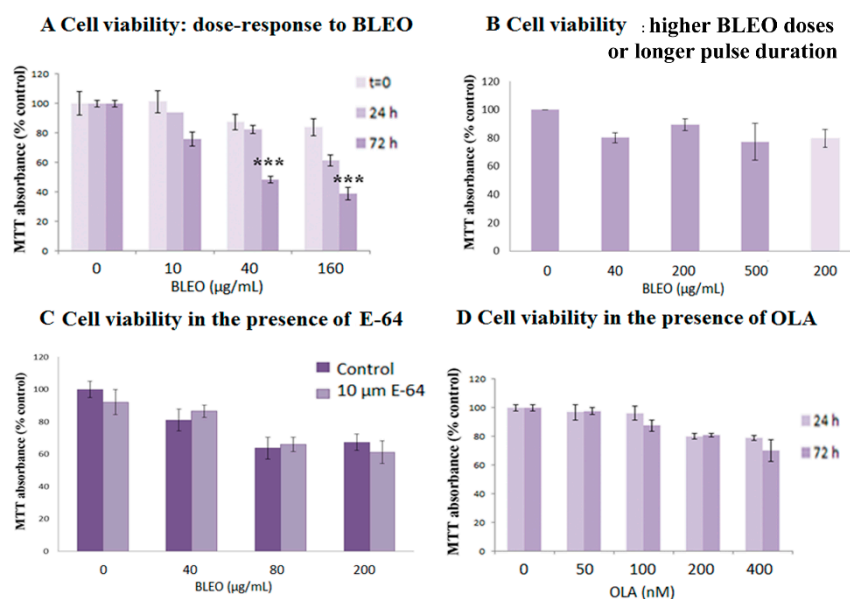 A Cell viability: dose-response to BLEO
MTT absorbance (% control)
120
100
80
60
40
20
0
t=0
24 h
72 h
***
***
0 10 40 160
BLEO (µg/mL)
B Cell viability : higher BLEO doses
or longer pulse duration
MTT absorbance (% control)
120
100
80
60
40
20
0
0 40 200 500 200
BLEO (µg/mL)
C Cell viability in the presence of E-64
MTT absorbance (% control)
120
100
80
60
40
20
0
Control
10 µm E-64
0 40 80 200
BLEO (µg/mL)
D Cell viability in the presence of OLA
MTT absorbance (% control)
120
100
80
60
40
20
0
24 h
72 h
0 50 100 200 400
OLA (nM)